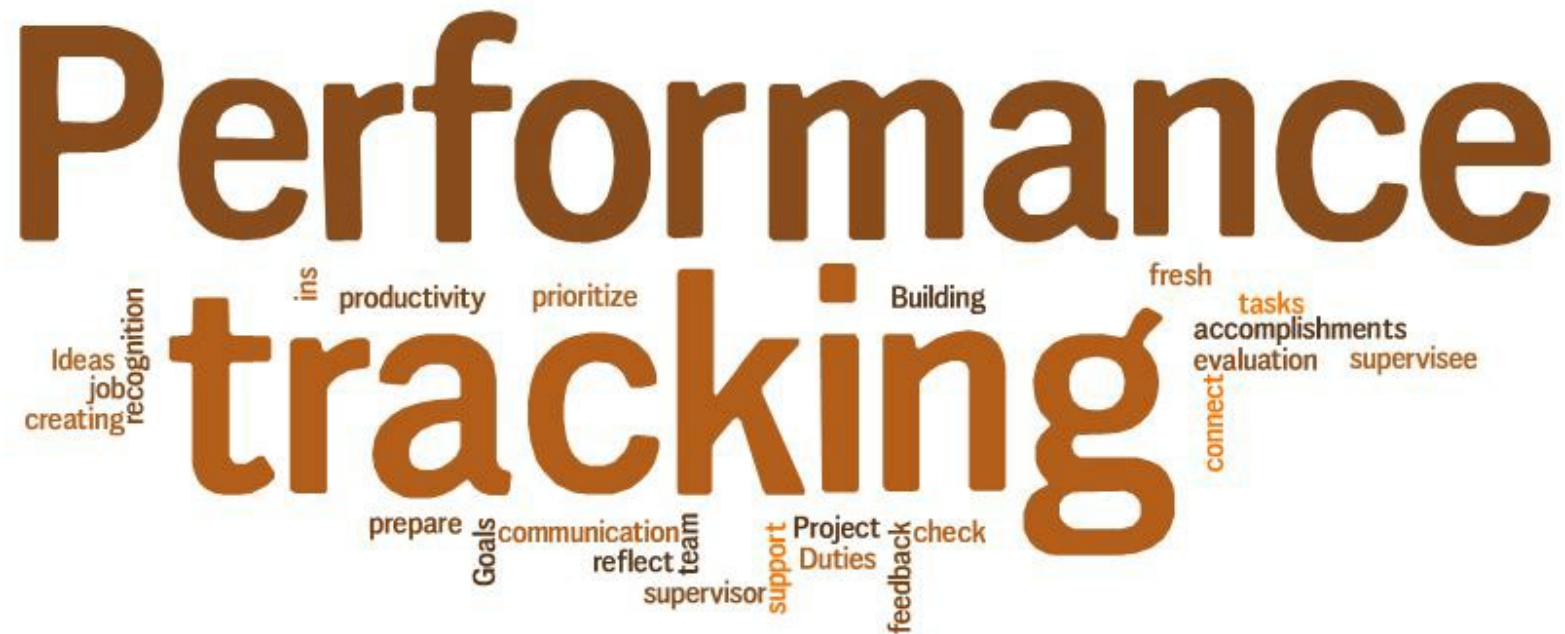 Performance
tracking
ins
productivity
prioritize
Building
fresh
tasks
accomplishments
evaluation
supervisee
connect
recognition
Ideas
job
creating
prepare
Goals
communication
reflect
team
supervisor
support
Project
Duties
feedback
check